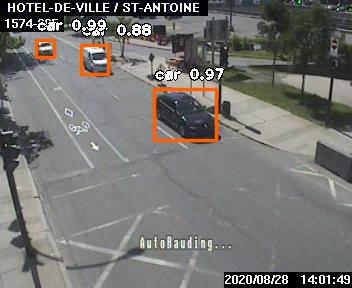 HOTEL-DE-VILLE / ST-ANTOINE
car 0.99
car 0.88
car 0.97
AutoBauding...
2020/08/28 14:01:49